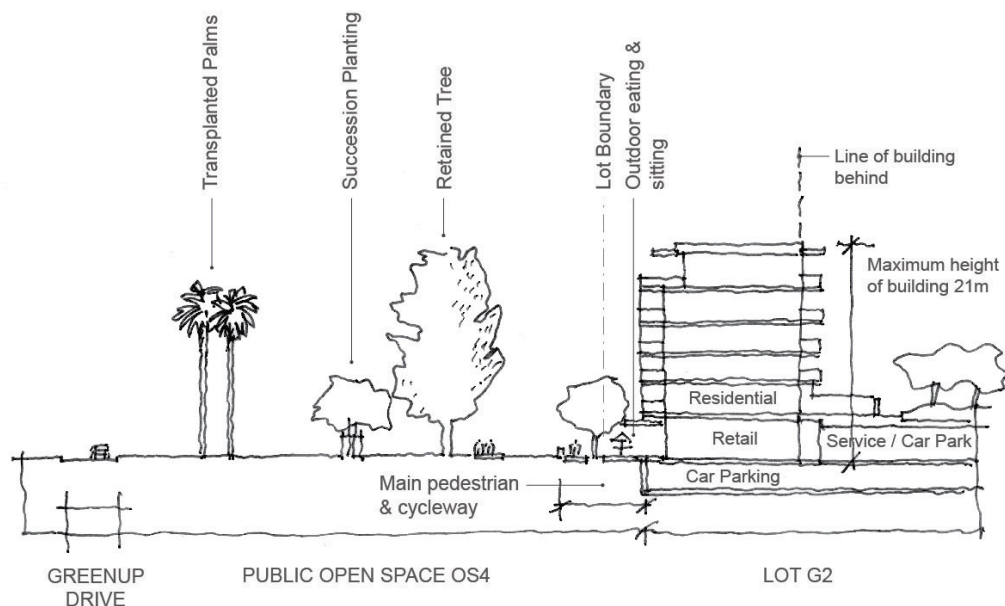 Transplanted Palms
Succession Planting
Retained Tree
Lot Boundary
Outdoor eating &
sitting
Line of building
behind
Maximum height
of building 21m
Residential
Retail
Service / Car Park
Car Parking
Main pedestrian
& cycleway
GREENUP
DRIVE
PUBLIC OPEN SPACE OS4
LOT G2